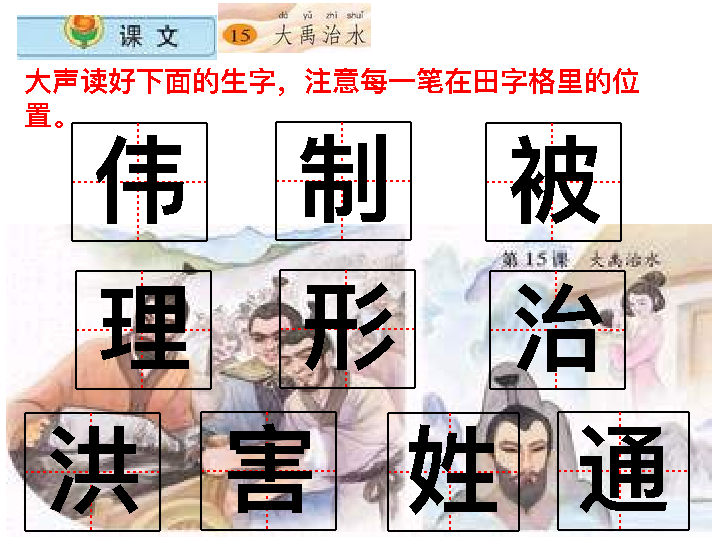 课文
dà yǔ zhì shuǐ
15 大禹治水
大声读好下面的生字，注意每一笔在田字格里的位
置。
伟 制 被
第15课 大禹治水
理 形 治
洪 害 姓 通